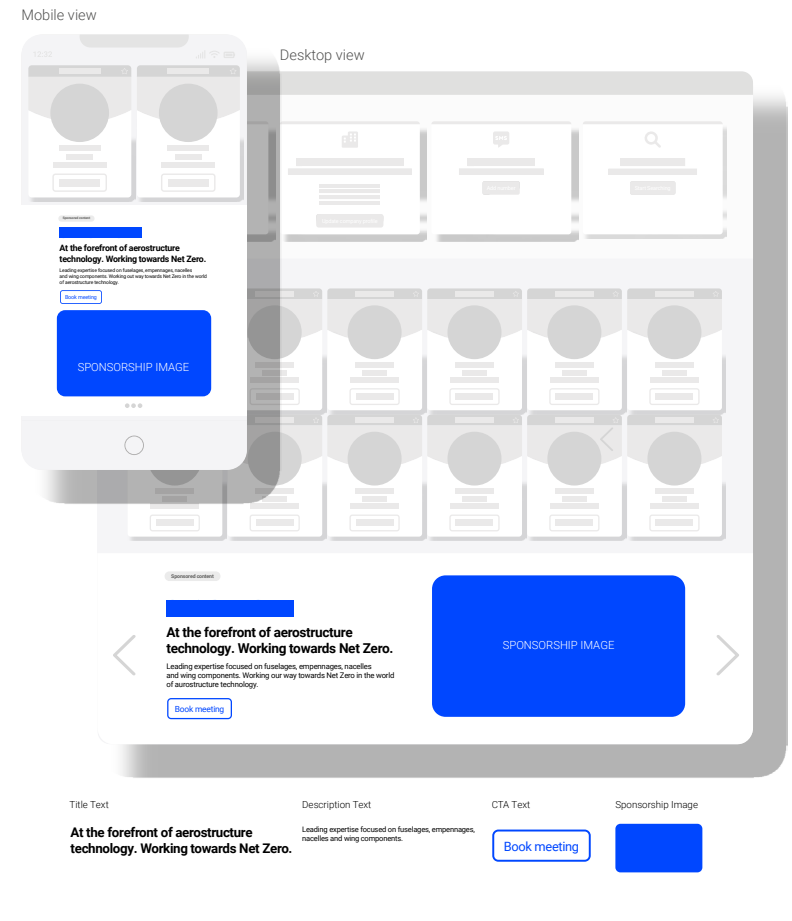 Mobile view
12:52
Desktop view
SMS
Sponsored content
At the forefront of aerostructure
technology. Working towards Net Zero.
Leading expertise focused on fuselages, empennages, nacelles
and wing components. Working out way towards Net Zero in the world
of aerostructure technology.
Book meeting
SPONSORSHIP IMAGE
Sponsored content
At the forefront of aerostructure
technology. Working towards Net Zero.
Leading expertise focused on fuselages, empennages, nacelles
and wing components. Working our way towards Net Zero in the world
of aurostructure technology.
Book meeting
SPONSORSHIP IMAGE
Title Text
Description Text
CTA Text
Sponsorship Image
At the forefront of aerostructure
technology. Working towards Net Zero.
Leading expertise focused on fuselages, empennages,
nacelles and wing components.
Book meeting